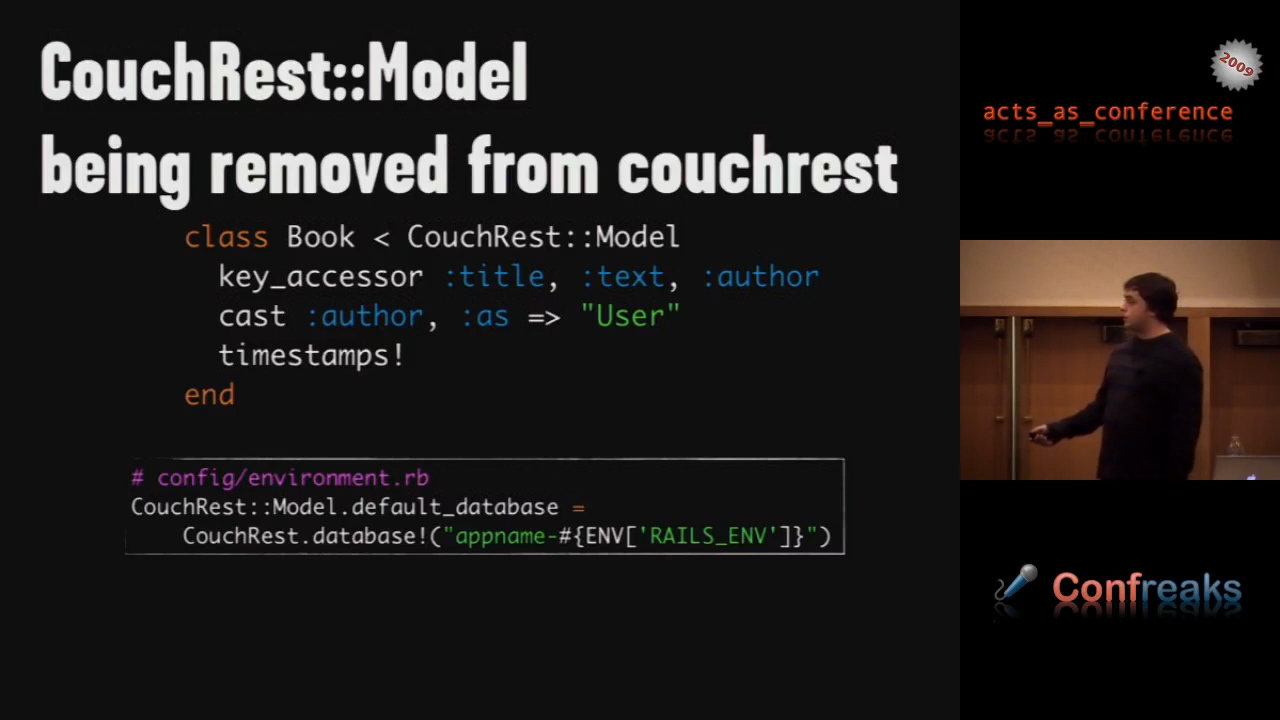 CouchRest::Model
being removed from couchrest
class Book < CouchRest::Model
  key_accessor :title, :text, :author
  cast :author, :as => "User"
  timestamps!
end
# config/environment.rb
CouchRest::Model.default_database =
    CouchRest.database!("appname-#{ENV['RAILS_ENV']}")
2009
acts_as_conference
Confreaks